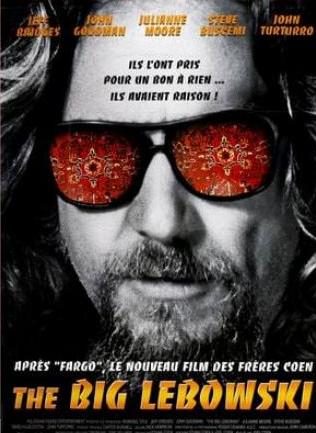 JEFF JOHN JULIANNE STEVE JOHN
BRIDGES GOODMAN MOORE BUSCEMI TURTURRO
ILS L'ONT PRIS
POUR UN BON À RIEN ...
ILS AVAIENT RAISON !
APRÈS "FARGO", LE NOUVEAU FILM DES FRÈRES COEN
THE BIG LEBOWSKI